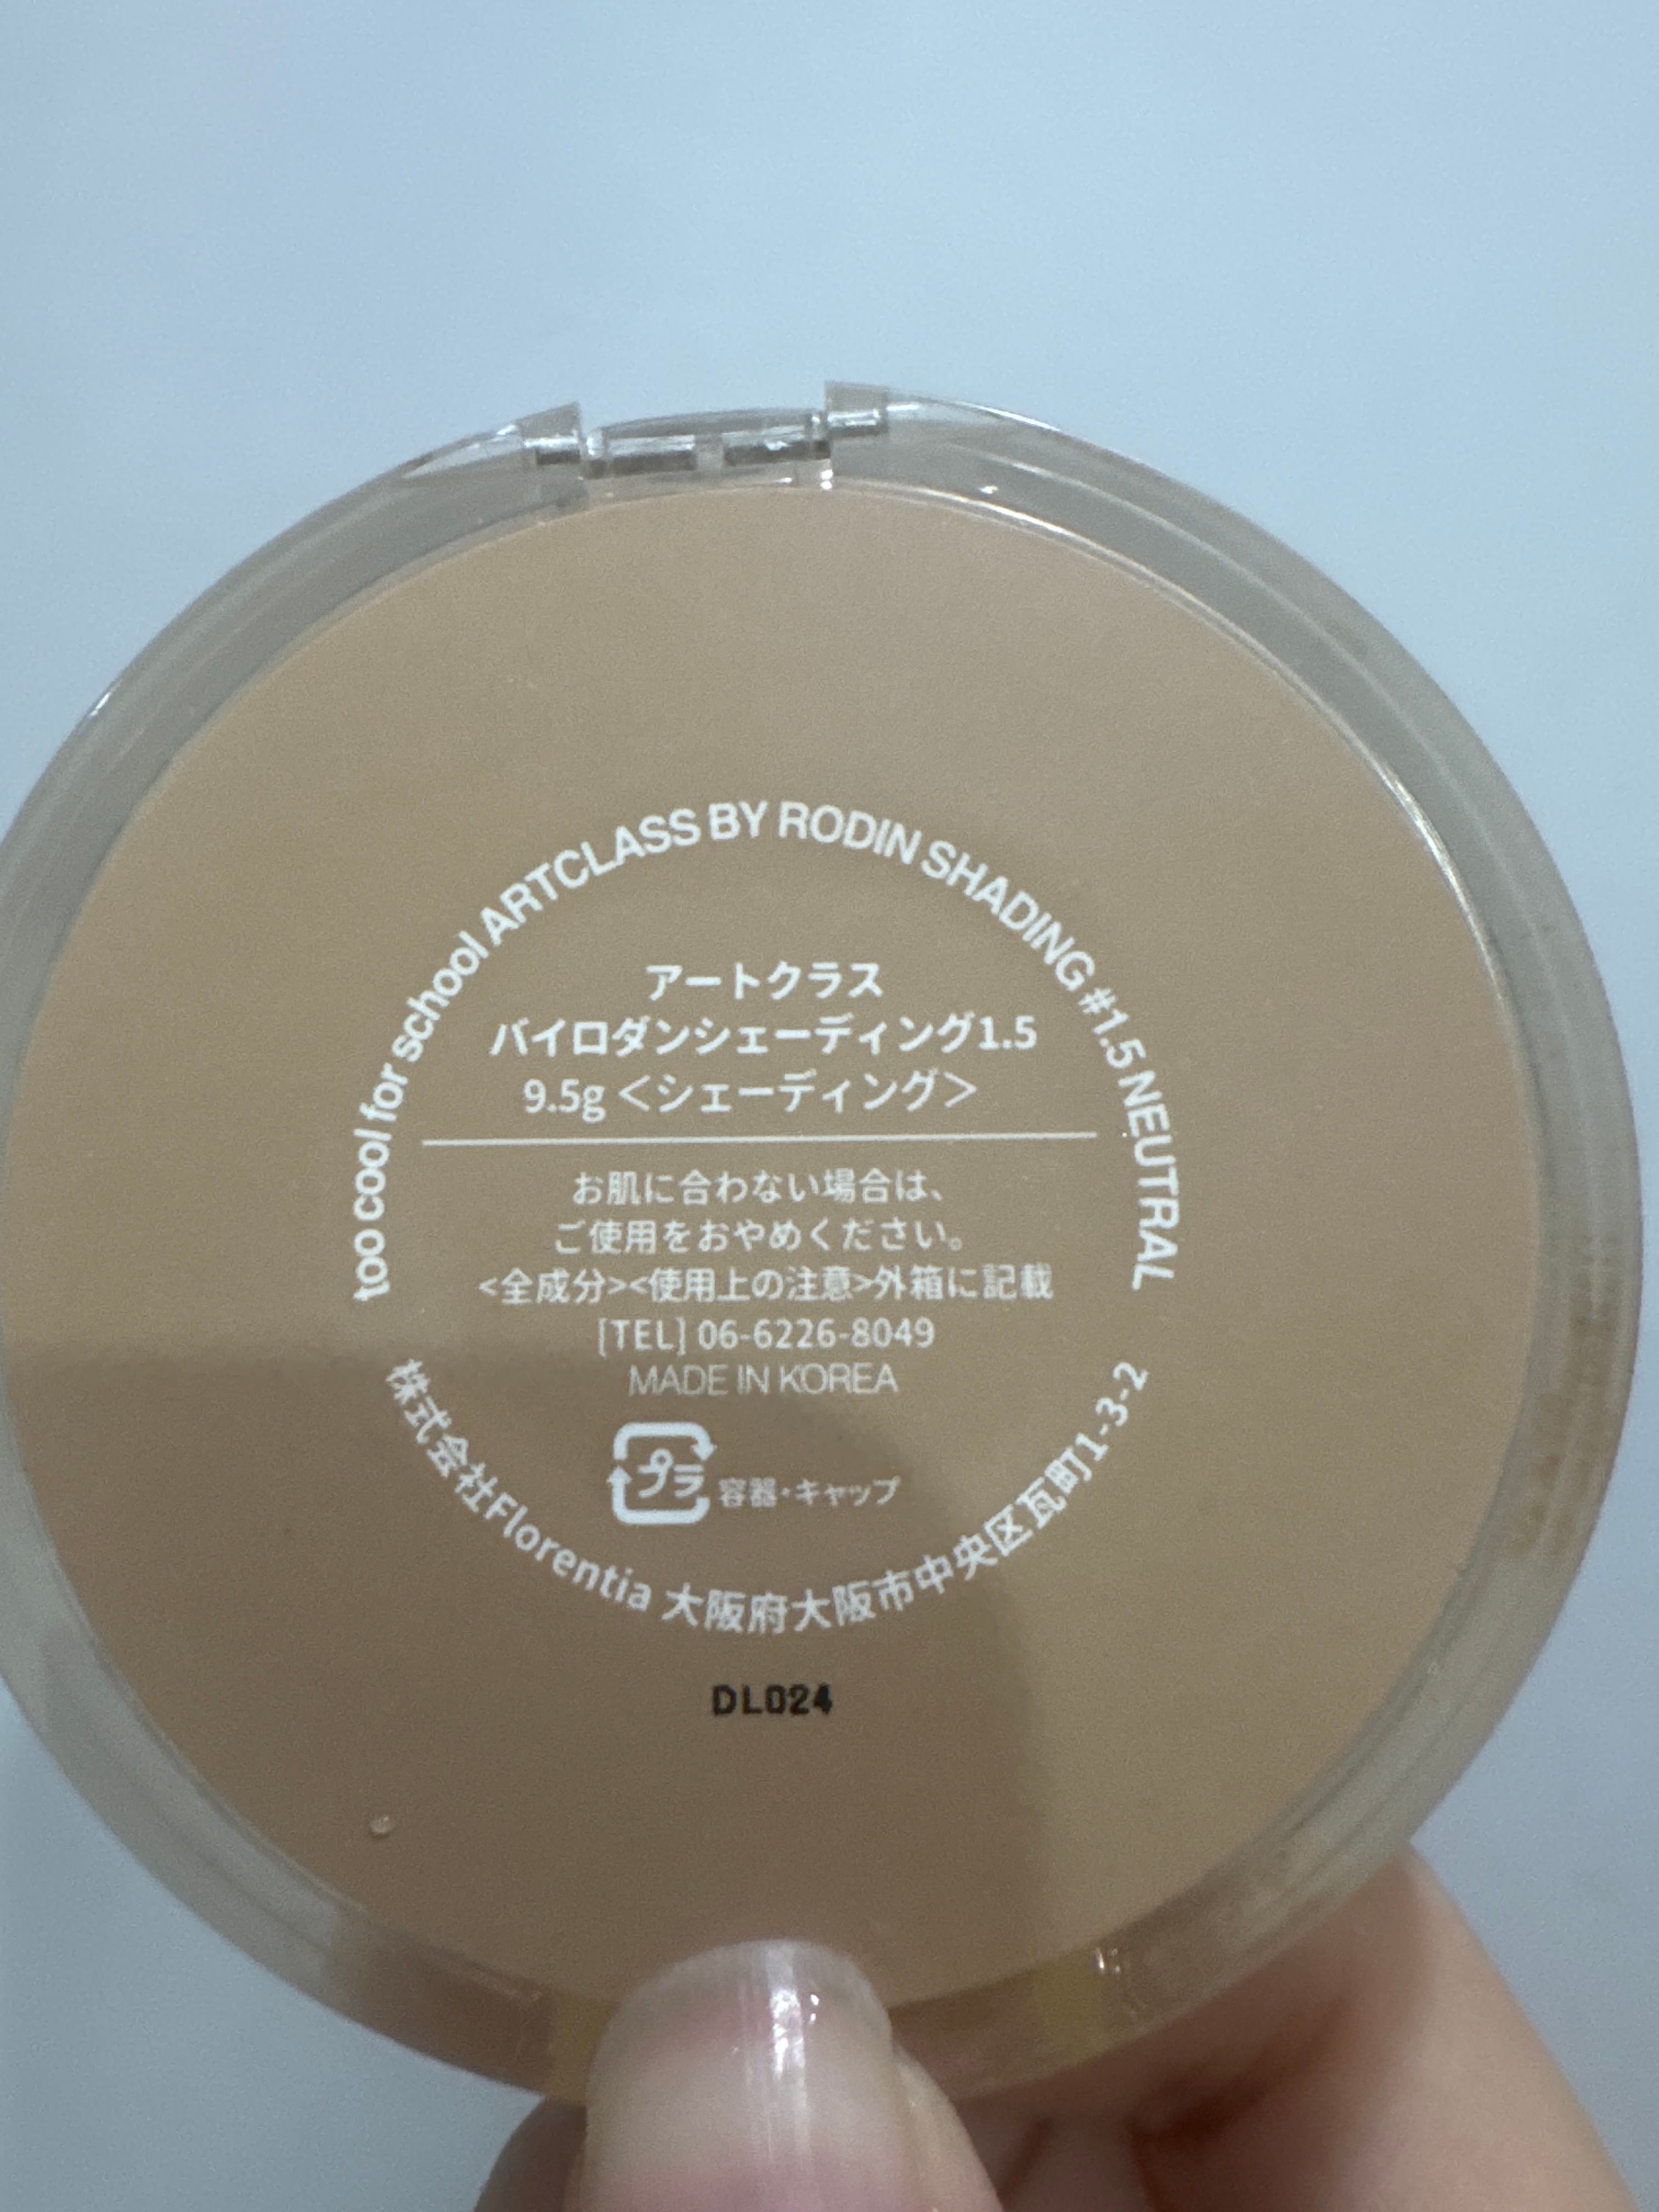 too cool for school ARTCLASS BY RODIN SHADING #1.5 NEUTRAL
アートクラス
バイロダンシェーディング1.5
9.5g＜シェーディング＞
お肌に合わない場合は、
ご使用をおやめください。
<全成分><使用上の注意>外箱に記載
[TEL] 06-6226-8049
MADE IN KOREA
プラ 容器・キャップ
株式会社Florentia 大阪府大阪市中央区瓦町1-3-2
DL024